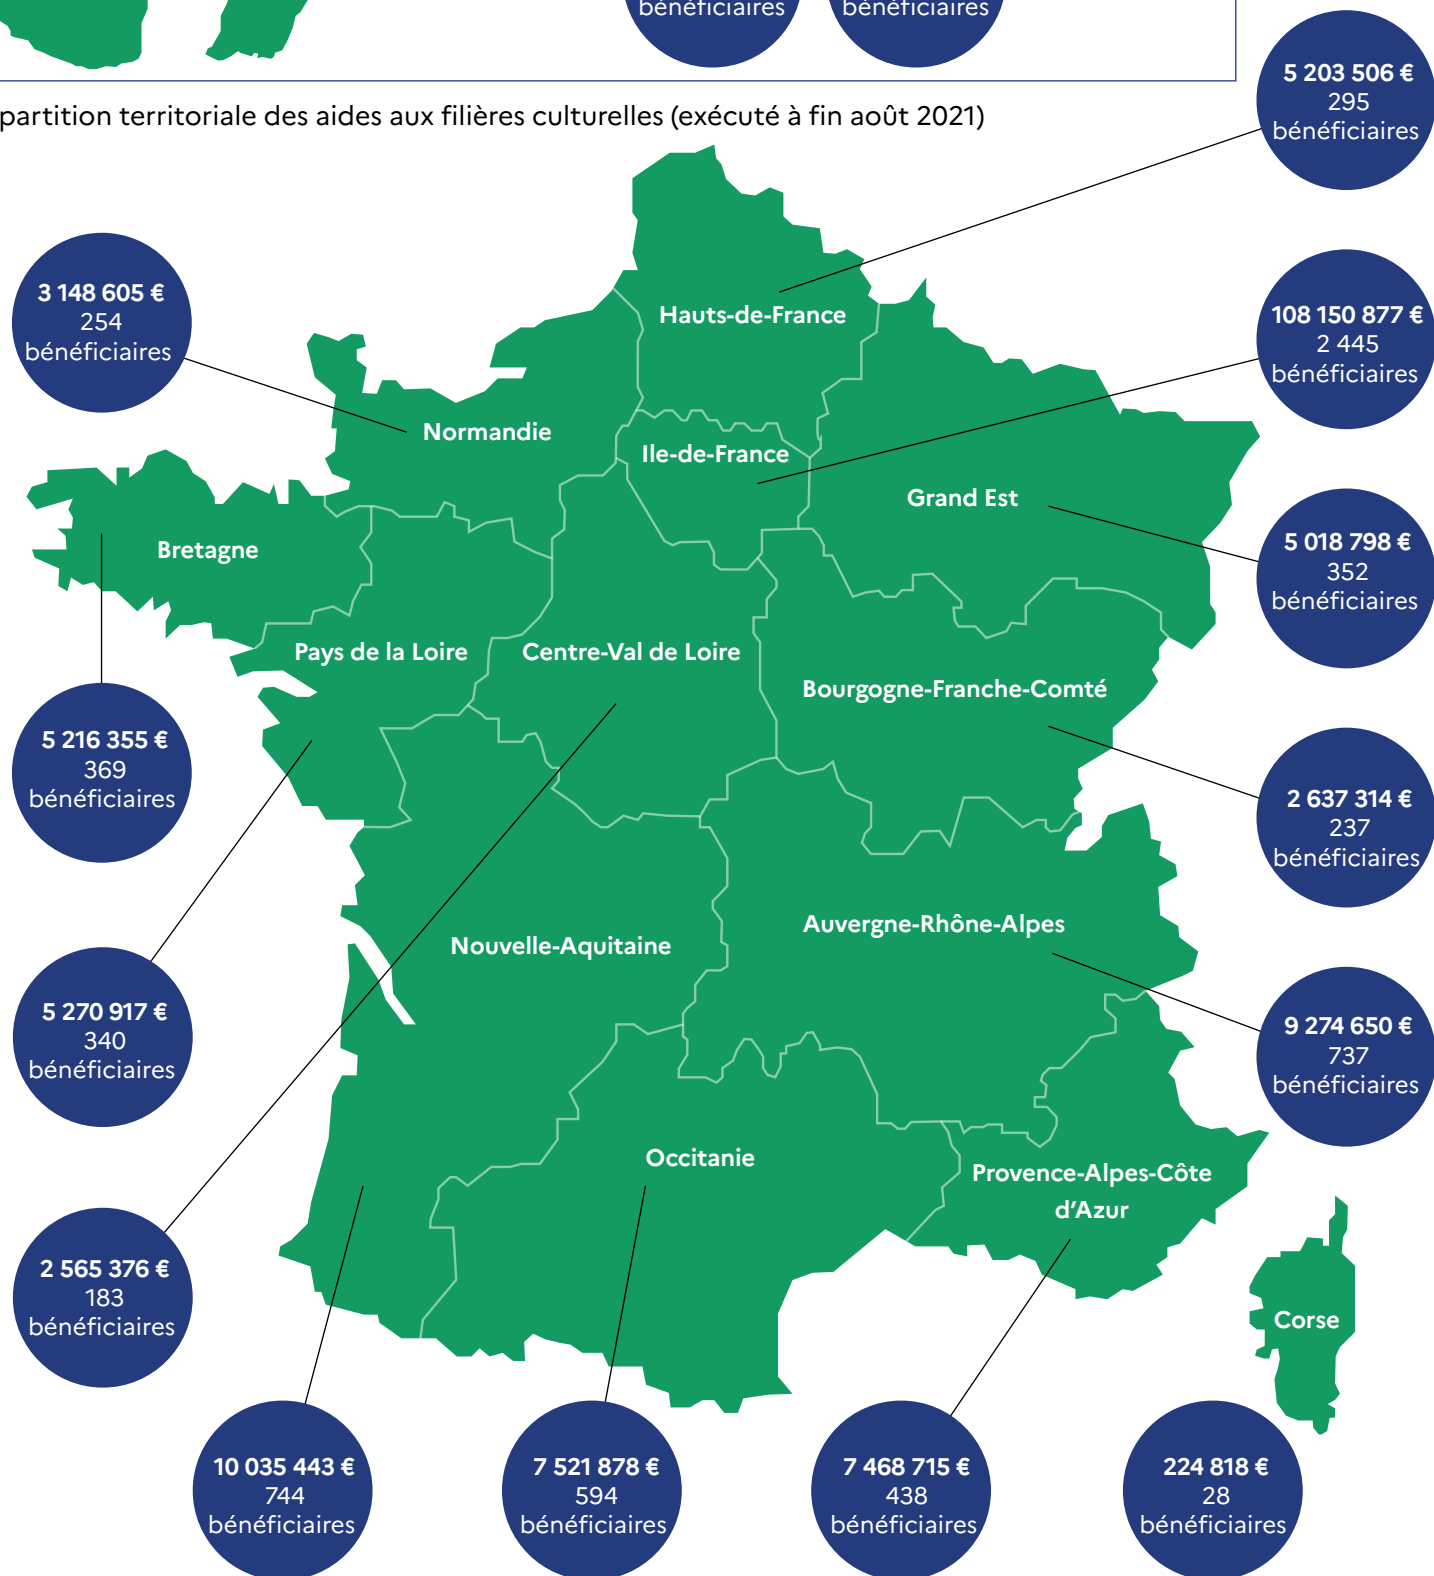 bénéficiaires
bénéficiaires
partition territoriale des aides aux filières culturelles (exécuté à fin août 2021)
5 203 506 €
295
bénéficiaires
3 148 605 €
254
bénéficiaires
Hauts-de-France
108 150 877 €
2 445
bénéficiaires
Normandie
Ile-de-France
Grand Est
5 018 798 €
352
bénéficiaires
Bretagne
Pays de la Loire
Centre-Val de Loire
Bourgogne-Franche-Comté
5 216 355 €
369
bénéficiaires
2 637 314 €
237
bénéficiaires
Auvergne-Rhône-Alpes
Nouvelle-Aquitaine
5 270 917 €
340
bénéficiaires
9 274 650 €
737
bénéficiaires
Occitanie
Provence-Alpes-Côte
d'Azur
2 565 376 €
183
bénéficiaires
Corse
10 035 443 €
744
bénéficiaires
7 521 878 €
594
bénéficiaires
7 468 715 €
438
bénéficiaires
224 818 €
28
bénéficiaires